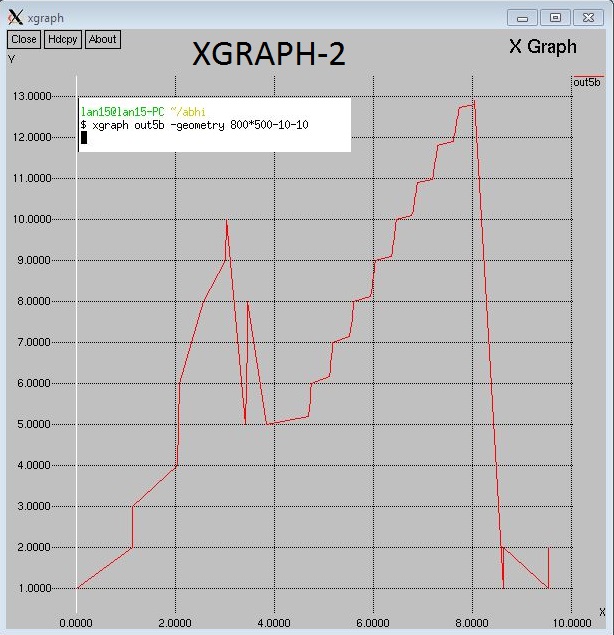 xgraph
Close Hdcpy About
XGRAPH-2
X Graph
Y
out5b
13.0000
lan15@lan15-PC ~/abhi
$ xgraph out5b -geometry 800*500-10-10
12.0000
11.0000
10.0000
9.0000
8.0000
7.0000
6.0000
5.0000
4.0000
3.0000
2.0000
1.0000
X
0.0000 2.0000 4.0000 6.0000 8.0000 10.0000